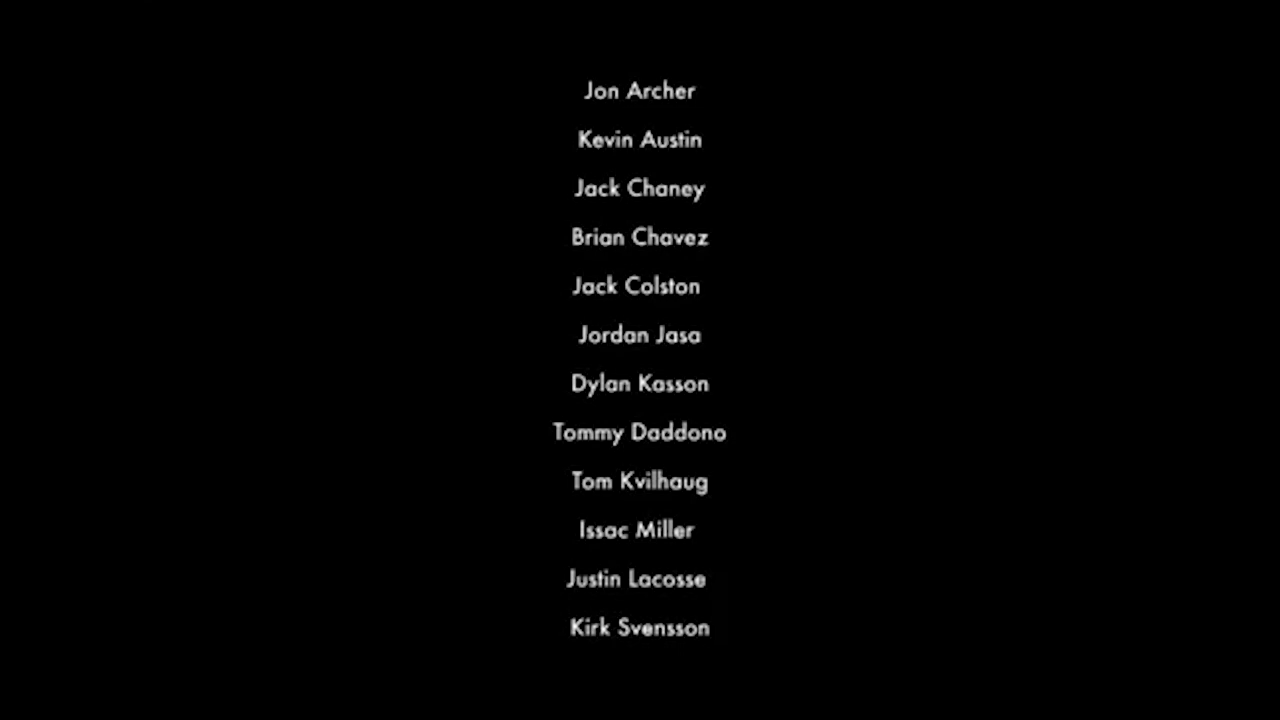 Jon Archer
Kevin Austin
Jack Chaney
Brian Chavez
Jack Colston
Jordan Jasa
Dylan Kasson
Tommy Daddono
Tom Kvilhaug
Issac Miller
Justin Lacosse
Kirk Svensson